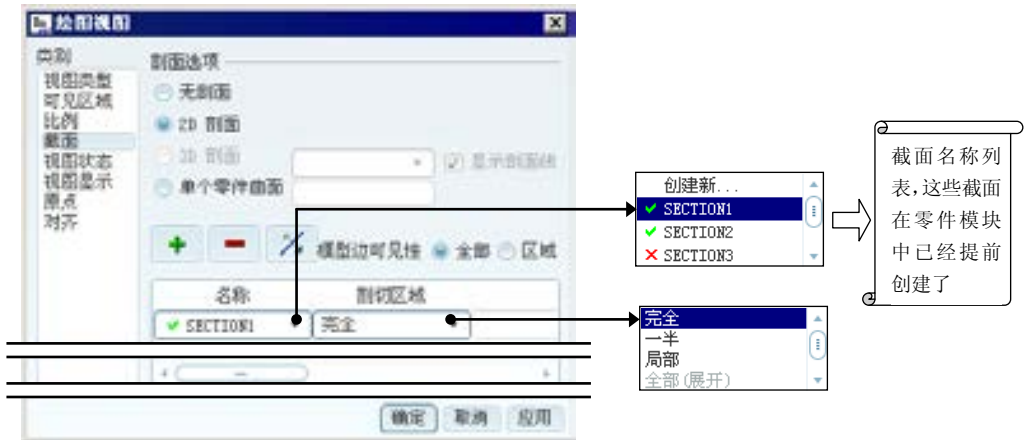 绘图视图
类别
视图类型
可见区域
比例
截面
视图状态
视图显示
原点
对齐
剖面选项
无剖面
2D 剖面
3D 剖面
显示剖面线
单个零件曲面
模型边可见性 全部 区域
名称 剖切区域
SECTION1 完全
确定 取消 应用
创建新...
SECTION1
SECTION2
SECTION3
完全
一半
局部
全部(展开)
截面名称列
表,这些截面
在零件模块
中已经提前
创建了